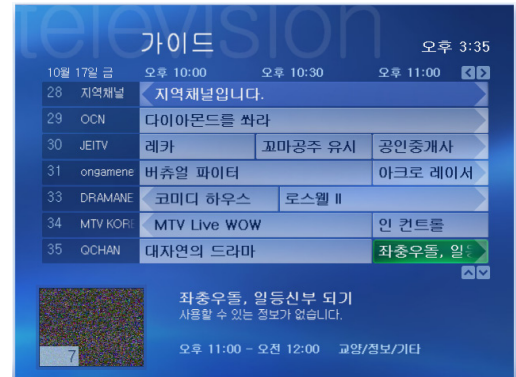 television
가이드
오후 3:35
10월 17일 금 오후 10:00 오후 10:30 오후 11:00
28 지역채널 지역채널입니다.
29 OCN 다이아몬드를 쏴라
30 JEITV 레카 꼬마공주 유시 공인중개사
31 ongamene 버츄얼 파이터 아크로 레이서
33 DRAMANE 코미디 하우스 로스웰 II
34 MTV KORE MTV Live WOW 인 컨트롤
35 QCHAN 대자연의 드라마 좌충우돌, 일등
좌충우돌, 일등신부 되기
사용할 수 있는 정보가 없습니다.
7
오후 11:00 - 오전 12:00 교양/정보/기타